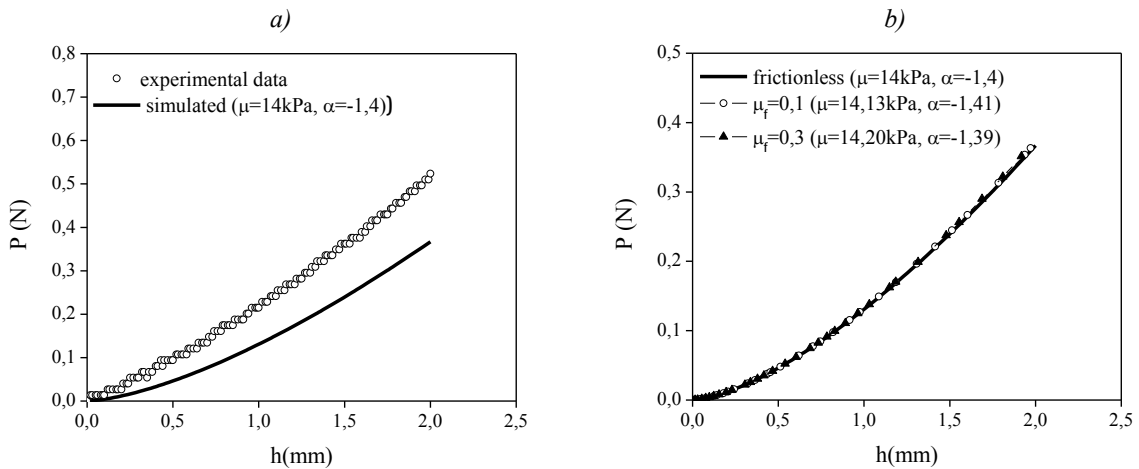 a)
0,8
0,7
0,6
0,5
0,4
0,3
0,2
0,1
0,0
P (N)
experimental data
simulated (μ=14kPa, α=-1,4)
0,0 0,5 1,0 1,5 2,0 2,5
h(mm)
b)
0,5
0,4
0,3
0,2
0,1
0,0
P (N)
frictionless (μ=14kPa, α=-1,4)
μf=0,1 (μ=14,13kPa, α=-1,41)
μf=0,3 (μ=14,20kPa, α=-1,39)
0,0 0,5 1,0 1,5 2,0 2,5
h(mm)